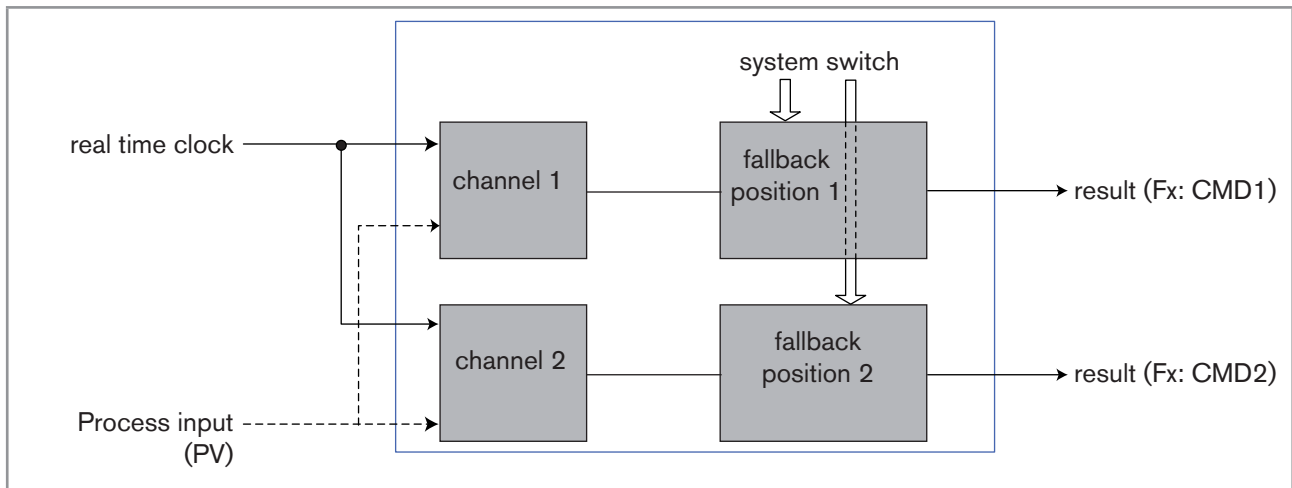 system switch
real time clock
channel 1
fallback
position 1
result (Fx: CMD1)
channel 2
fallback
position 2
result (Fx: CMD2)
Process input
(PV)